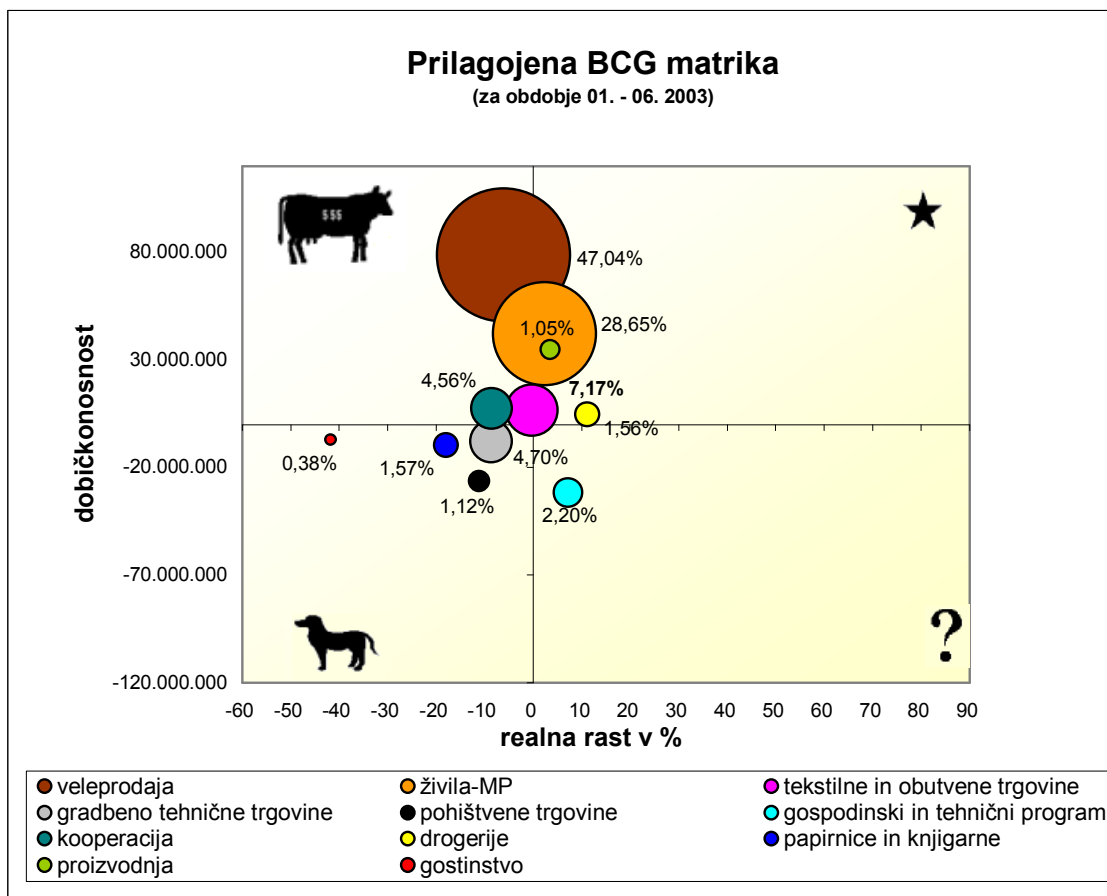 Prilagojena BCG matrika
(za obdobje 01. - 06. 2003)
$$$
80.000.000
30.000.000
-20.000.000
-70.000.000
-120.000.000
dobičkonosnost
47,04%
28,65%
1,05%
4,56%
7,17%
1,56%
0,38%
1,57%
4,70%
1,12%
2,20%
?
-60 -50 -40 -30 -20 -10 0 10 20 30 40 50 60 70 80 90
realna rast v %
veleprodaja živila-MP tekstilne in obutvene trgovine
gradbeno tehnične trgovine pohištvene trgovine gospodinjski in tehnični program
kooperacija drogerije papirnice in knjigarne
proizvodnja gostinstvo